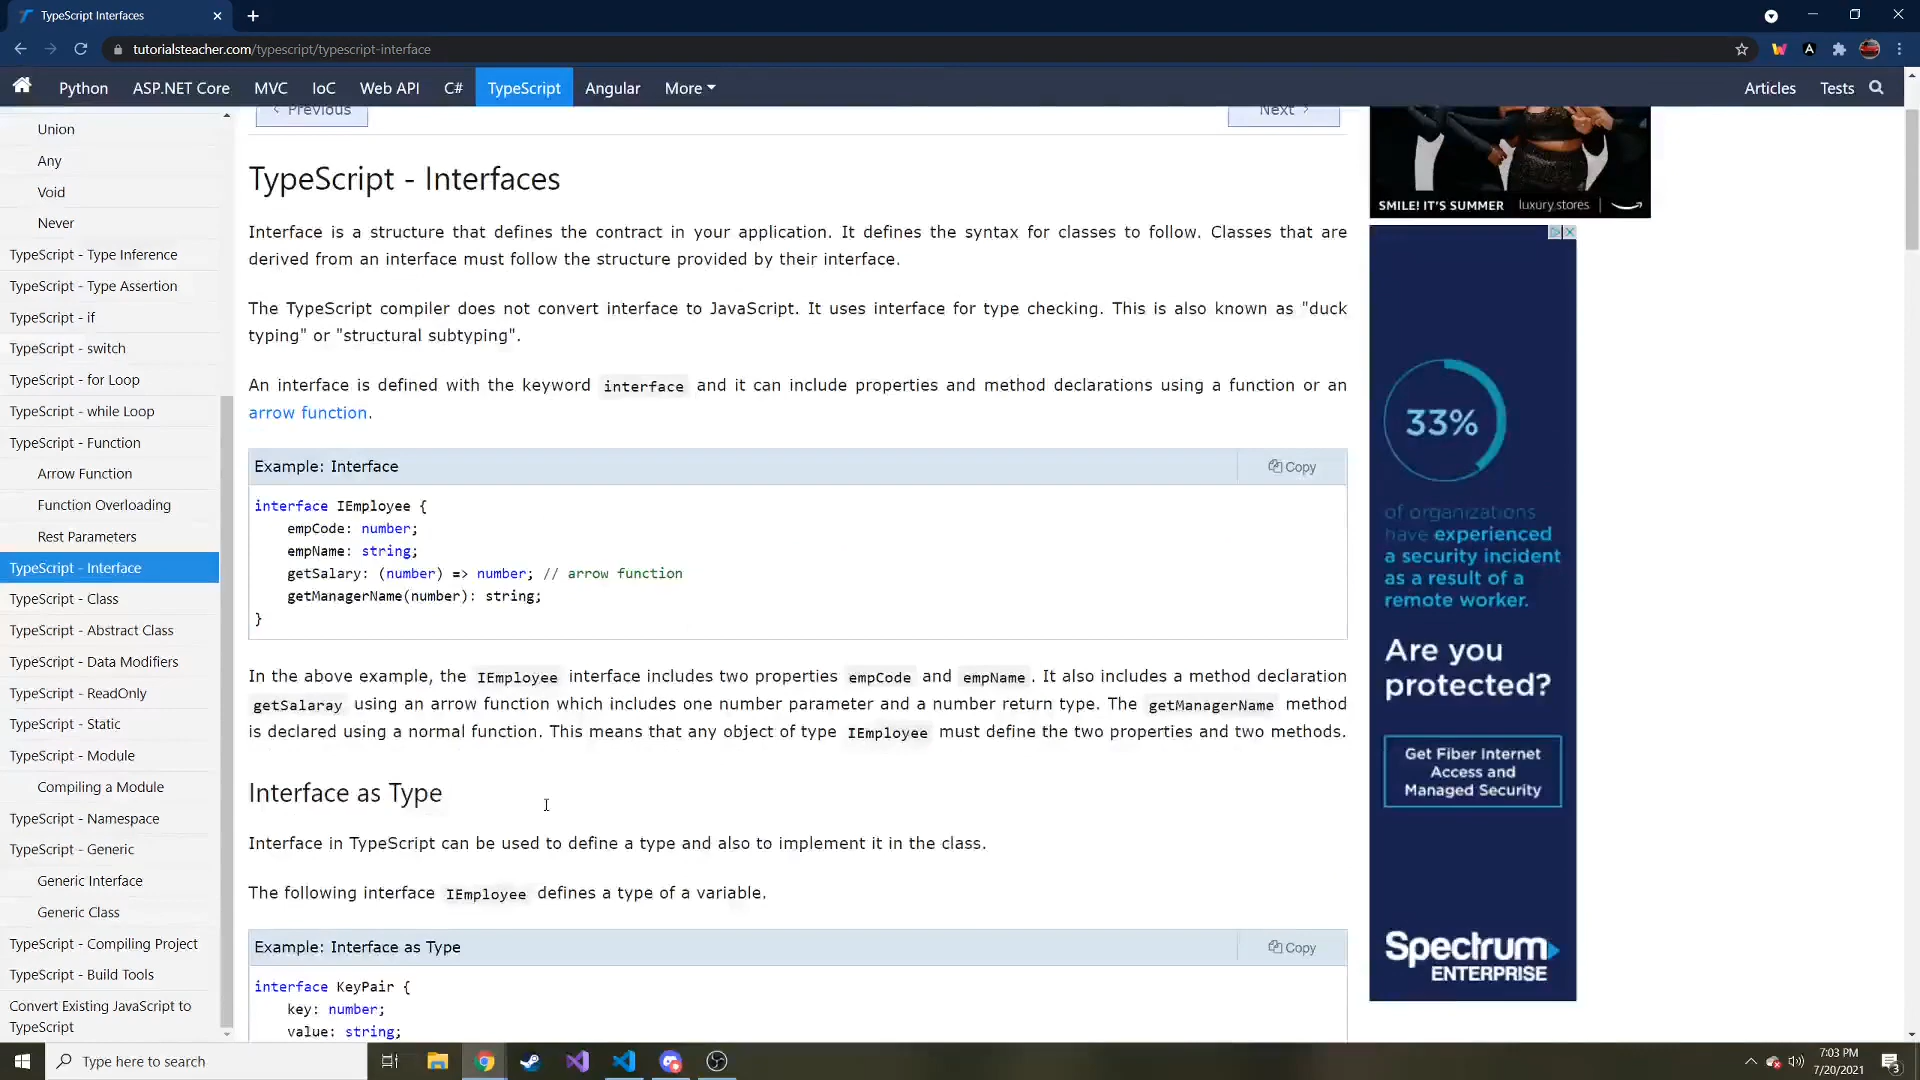 TypeScript Interfaces
tutorialsteacher.com/typescript/typescript-interface
Python
ASP.NET Core
MVC
IoC
Web API
C#
TypeScript
Angular
More
Articles
Tests
Union
Any
Void
Never
TypeScript - Type Inference
TypeScript - Type Assertion
TypeScript - if
TypeScript - switch
TypeScript - for Loop
TypeScript - while Loop
TypeScript - Function
Arrow Function
Function Overloading
Rest Parameters
TypeScript - Interface
TypeScript - Class
TypeScript - Abstract Class
TypeScript - Data Modifiers
TypeScript - ReadOnly
TypeScript - Static
TypeScript - Module
Compiling a Module
TypeScript - Namespace
TypeScript - Generic
Generic Interface
Generic Class
TypeScript - Compiling Project
TypeScript - Build Tools
Convert Existing JavaScript to
TypeScript
Previous
Next
TypeScript - Interfaces
Interface is a structure that defines the contract in your application. It defines the syntax for classes to follow. Classes that are
derived from an interface must follow the structure provided by their interface.
The TypeScript compiler does not convert interface to JavaScript. It uses interface for type checking. This is also known as "duck
typing" or "structural subtyping".
An interface is defined with the keyword interface and it can include properties and method declarations using a function or an
arrow function.
Example: Interface
Copy
interface IEmployee {
empCode: number;
empName: string;
getSalary: (number) => number; // arrow function
getManagerName(number): string;
}
In the above example, the IEmployee interface includes two properties empCode and empName. It also includes a method declaration
getSalaray using an arrow function which includes one number parameter and a number return type. The getManagerName method
is declared using a normal function. This means that any object of type IEmployee must define the two properties and two methods.
Interface as Type
Interface in TypeScript can be used to define a type and also to implement it in the class.
The following interface IEmployee defines a type of a variable.
Example: Interface as Type
Copy
interface KeyPair {
key: number;
value: string;
SMILE! IT'S SUMMER luxury stores
33%
of organizations
have experienced
a security incident
as a result of a
remote worker.
Are you
protected?
Get Fiber Internet
Access and
Managed Security
Spectrum
ENTERPRISE
Type here to search
7:03 PM
7/20/2021
3